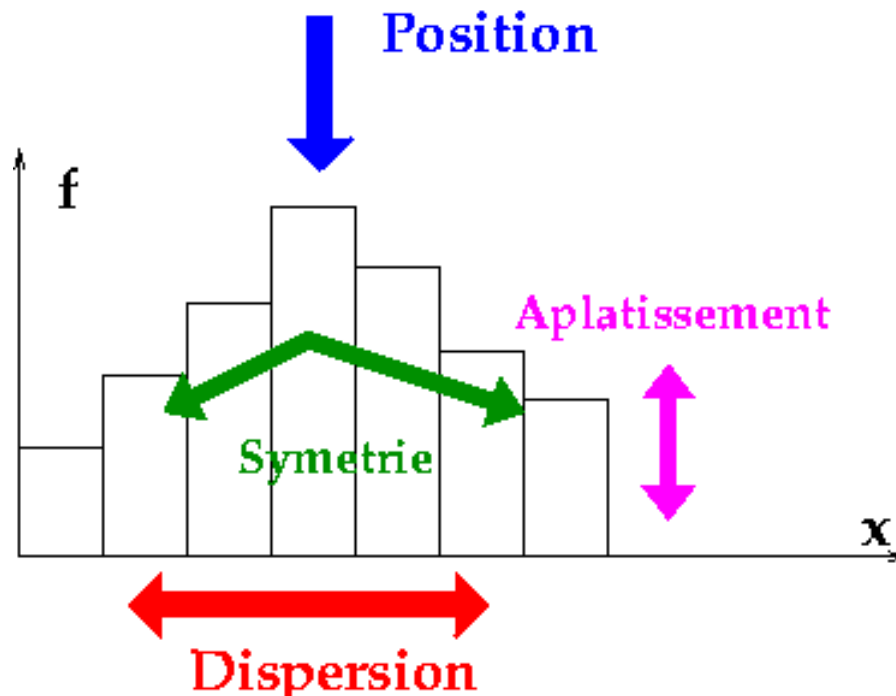 Position
f
Aplatissement
Symetrie
x
Dispersion